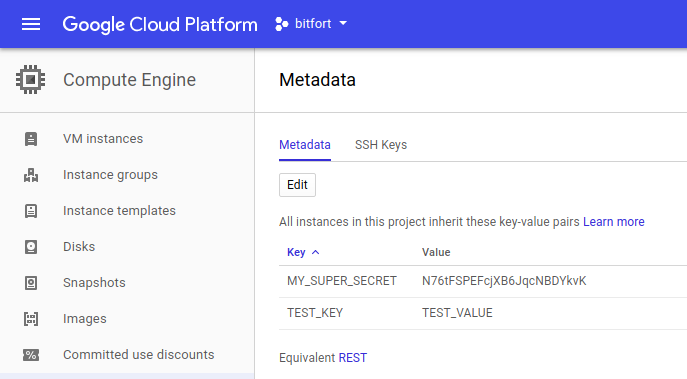 Google Cloud Platform bitfort
Compute Engine
Metadata
VM instances
Instance groups
Instance templates
Disks
Snapshots
Images
Committed use discounts
Metadata SSH Keys
Edit
All instances in this project inherit these key-value pairs Learn more
Key Value
MY_SUPER_SECRET N76tFSPEFcjXB6JqcNBDYkvK
TEST_KEY TEST_VALUE
Equivalent REST